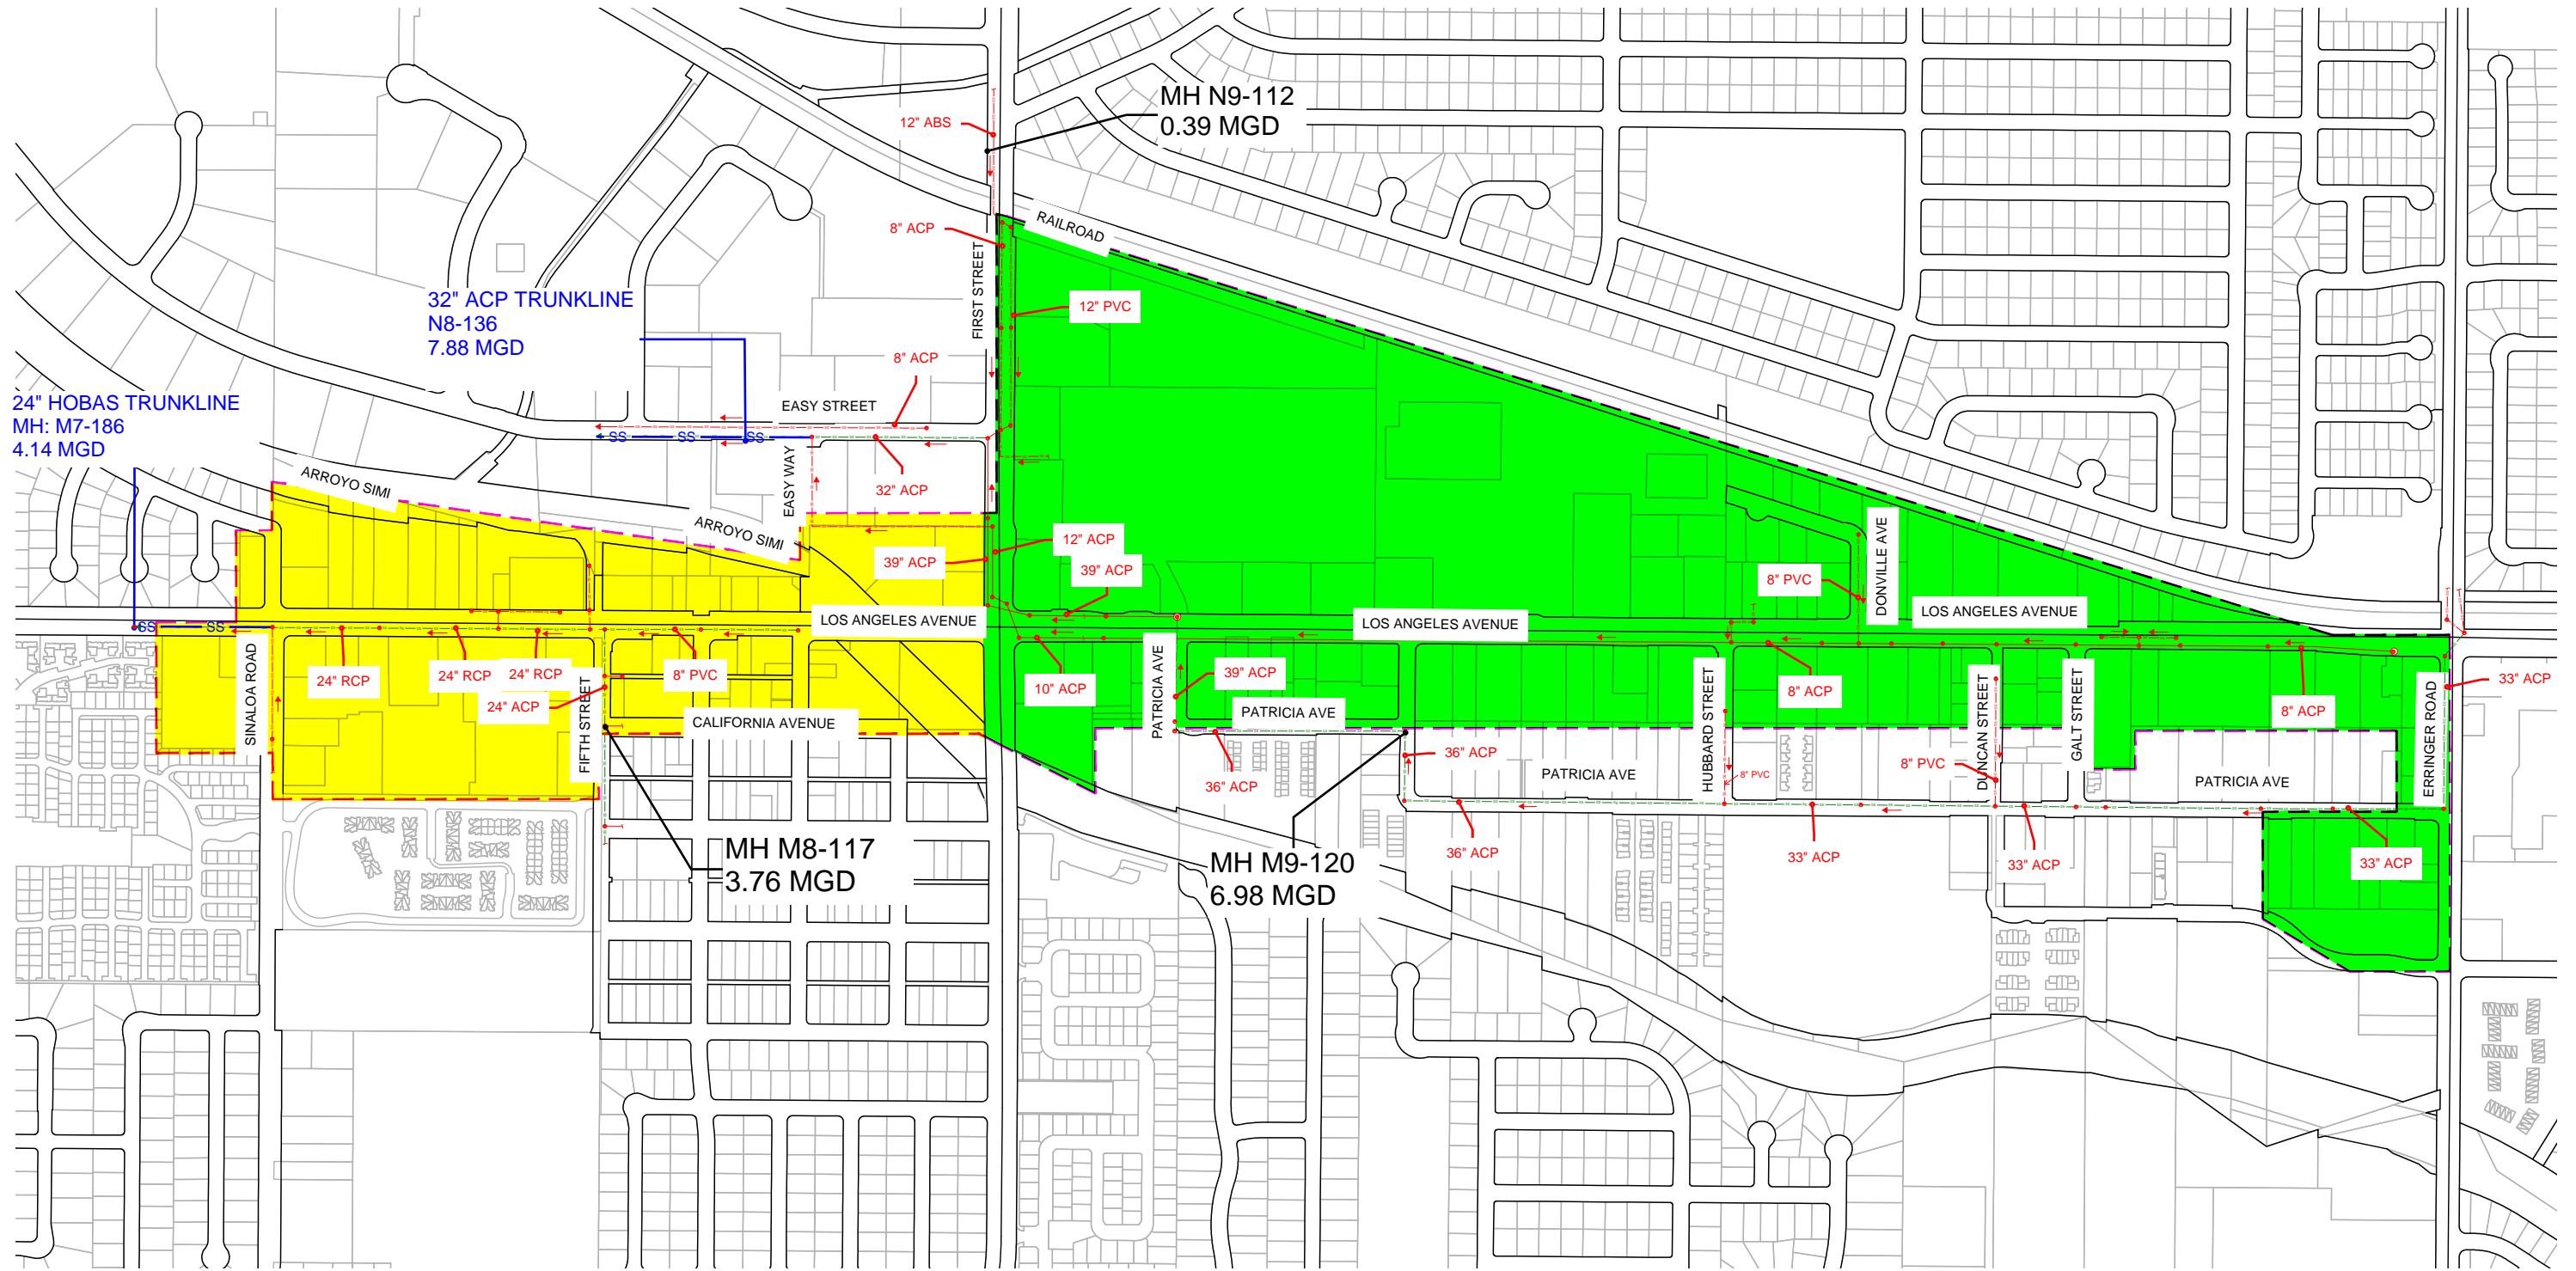 MH N9-112
0.39 MGD
12" ABS
8" ACP
RAILROAD
FIRST STREET
12" PVC
32" ACP TRUNKLINE
N8-136
7.88 MGD
8" ACP
EASY STREET
24" HOBAS TRUNKLINE
MH: M7-186
4.14 MGD
SS
SS
SS
EASY WAY
32" ACP
ARROYO SIMI
ARROYO SIMI
12" ACP
39" ACP
39" ACP
DONVILLE AVE
8" PVC
LOS ANGELES AVENUE
LOS ANGELES AVENUE
LOS ANGELES AVENUE
SS
SS
SINALOA ROAD
24" RCP
24" RCP
24" RCP
24" ACP
FIFTH STREET
8" PVC
CALIFORNIA AVENUE
10" ACP
PATRICIA AVE
39" ACP
PATRICIA AVE
HUBBARD STREET
8" ACP
DUNCAN STREET
GALT STREET
8" ACP
ERRINGER ROAD
33" ACP
36" ACP
36" ACP
PATRICIA AVE
8" PVC
8" PVC
PATRICIA AVE
MH M8-117
3.76 MGD
MH M9-120
6.98 MGD
36" ACP
33" ACP
33" ACP
33" ACP